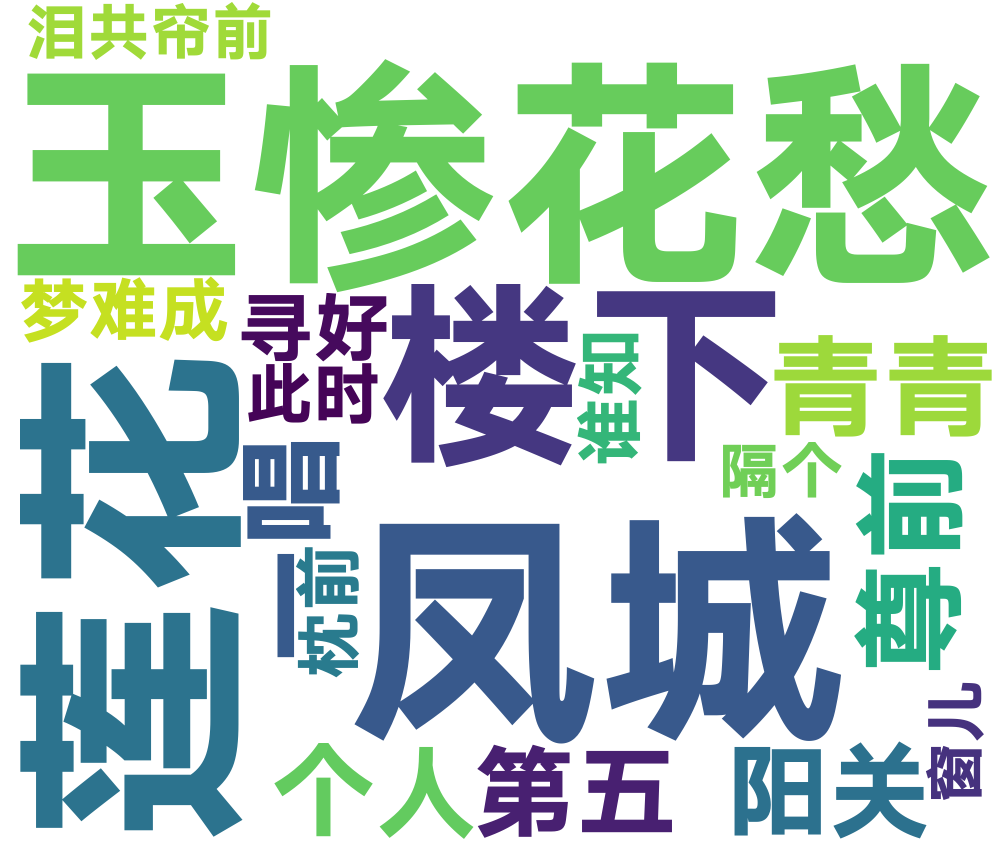 泪共帘前
玉惨花愁
梦难成
寻好
此时
楼下
谁知
青青
莲花
一唱
枕前
隔个
尊前
凤城
窗儿
个人
第五
阳关